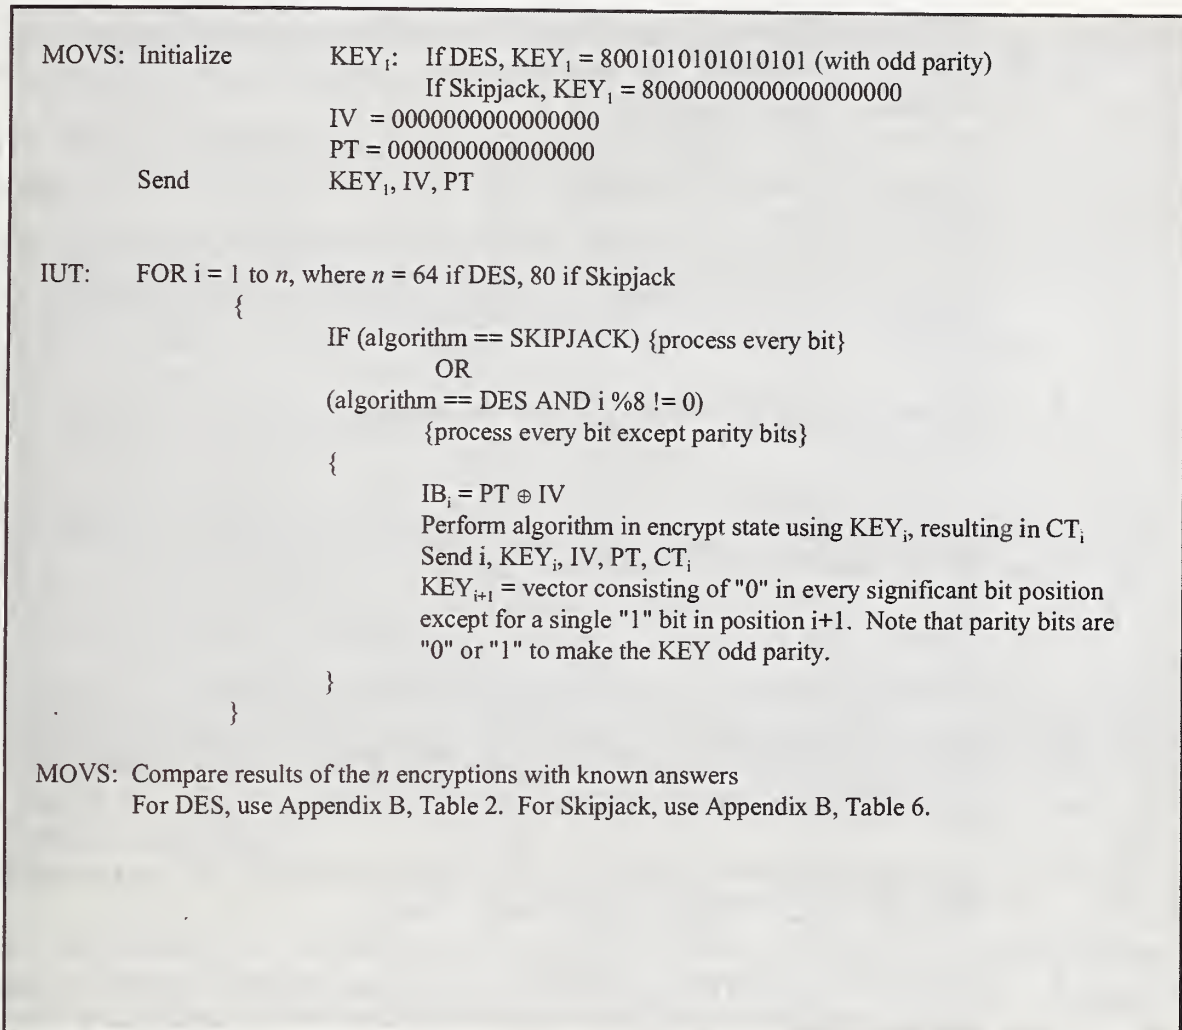 MOVS: Initialize KEY₁: If DES, KEY₁ = 8001010101010101 (with odd parity)
If Skipjack, KEY₁ = 80000000000000000000
IV = 0000000000000000
PT = 0000000000000000
Send KEY₁, IV, PT
IUT: FOR i = 1 to n, where n = 64 if DES, 80 if Skipjack
{
IF (algorithm == SKIPJACK) {process every bit}
OR
(algorithm == DES AND i %8 != 0)
{process every bit except parity bits}
{
IBᵢ = PT ⊕ IV
Perform algorithm in encrypt state using KEYᵢ, resulting in CTᵢ
Send i, KEYᵢ, IV, PT, CTᵢ
KEYᵢ₊₁ = vector consisting of "0" in every significant bit position
except for a single "1" bit in position i+1. Note that parity bits are
"0" or "1" to make the KEY odd parity.
}
}
MOVS: Compare results of the n encryptions with known answers
For DES, use Appendix B, Table 2. For Skipjack, use Appendix B, Table 6.